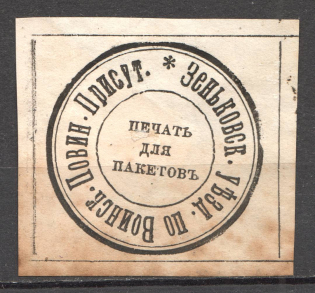 * Зеньковск. Уѣзд. по Воинск. Повин. Присут.
ПЕЧАТЬ
ДЛЯ
ПАКЕТОВЪ